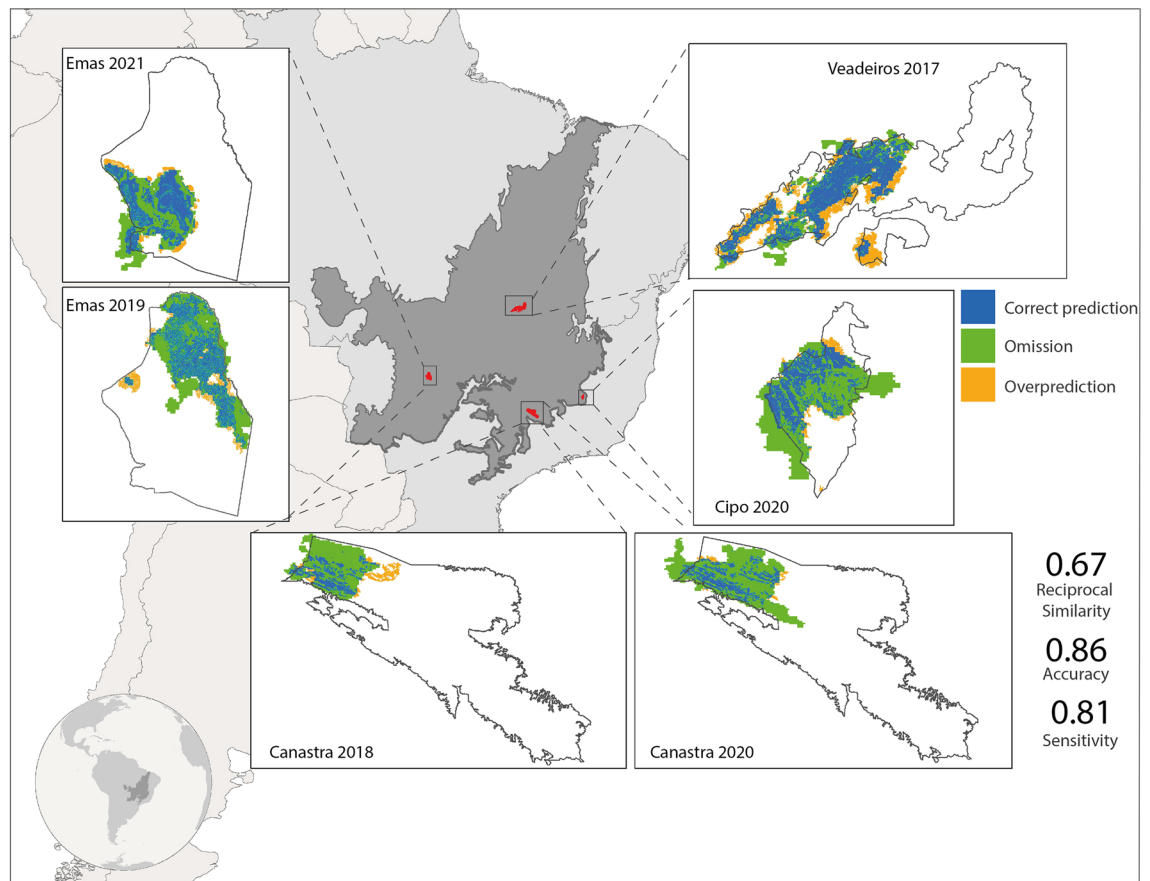 Emas 2021
Veadeiros 2017
Emas 2019
Correct prediction
Omission
Overprediction
Cipo 2020
Canastra 2018
Canastra 2020
0.67
Reciprocal
Similarity
0.86
Accuracy
0.81
Sensitivity